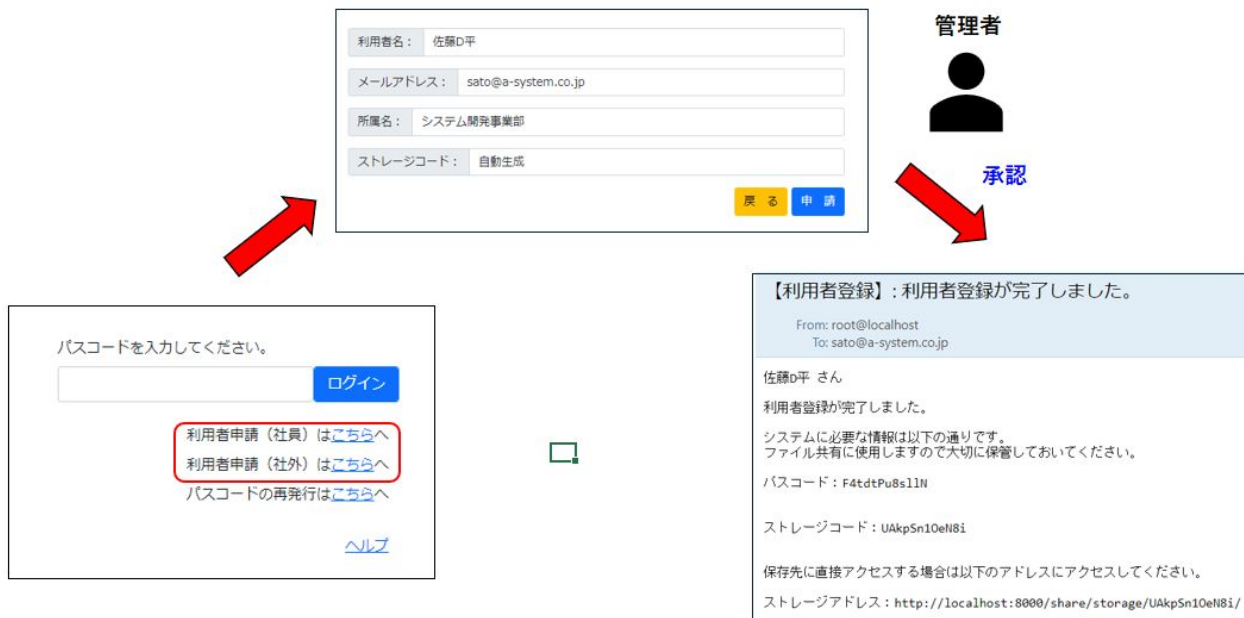 利用者名： 佐藤D平
メールアドレス： sato@a-system.co.jp
所属名： システム開発事業部
ストレージコード： 自動生成
戻 る 申 請
管理者
承認
パスコードを入力してください。
ログイン
利用者申請（社員）はこちらへ
利用者申請（社外）はこちらへ
パスコードの再発行はこちらへ
ヘルプ
【利用者登録】: 利用者登録が完了しました。
From: root@localhost
To: sato@a-system.co.jp
佐藤D平 さん
利用者登録が完了しました。
システムに必要な情報は以下の通りです。
ファイル共有に使用しますので大切に保管しておいてください。
パスコード：F4tdtPu8sllN
ストレージコード：UAkpSn1OeN8i
保存先に直接アクセスする場合は以下のアドレスにアクセスしてください。
ストレージアドレス：http://localhost:8000/share/storage/UAkpSn1OeN8i/